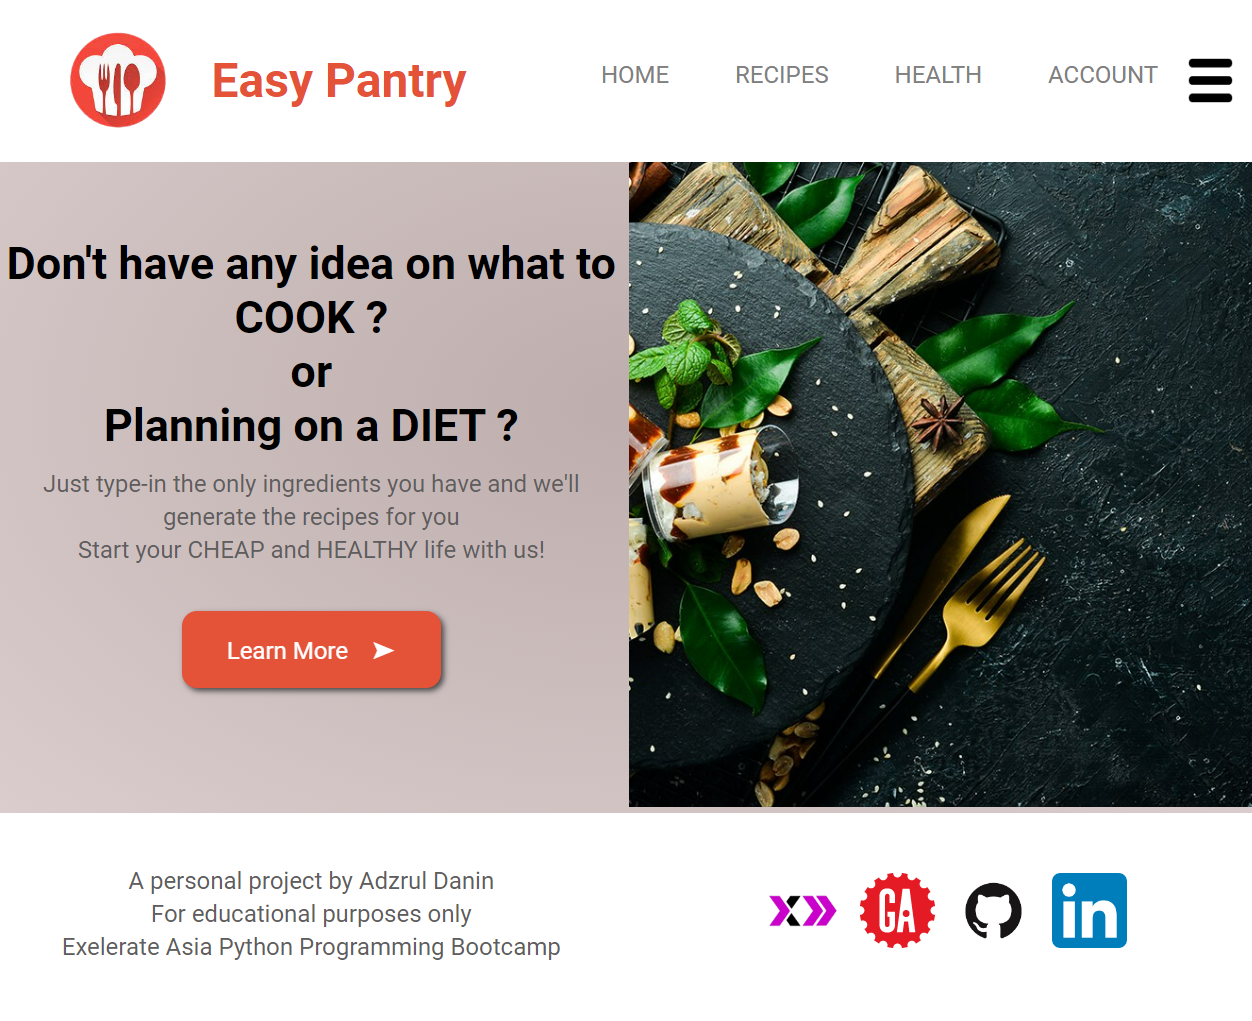 Easy Pantry
HOME RECIPES HEALTH ACCOUNT
Don't have any idea on what to
COOK ?
or
Planning on a DIET ?
Just type-in the only ingredients you have and we'll
generate the recipes for you
Start your CHEAP and HEALTHY life with us!
Learn More
A personal project by Adzrul Danin
For educational purposes only
Exelerate Asia Python Programming Bootcamp
GA
in